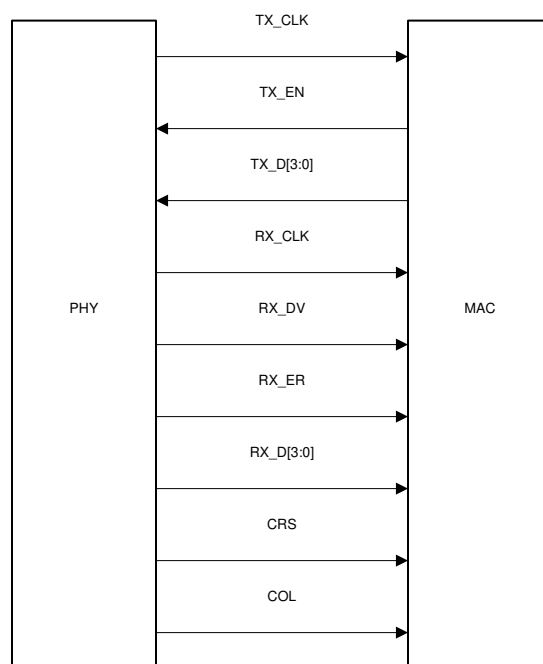 TX_CLK
TX_EN
TX_D[3:0]
RX_CLK
PHY
RX_DV
MAC
RX_ER
RX_D[3:0]
CRS
COL